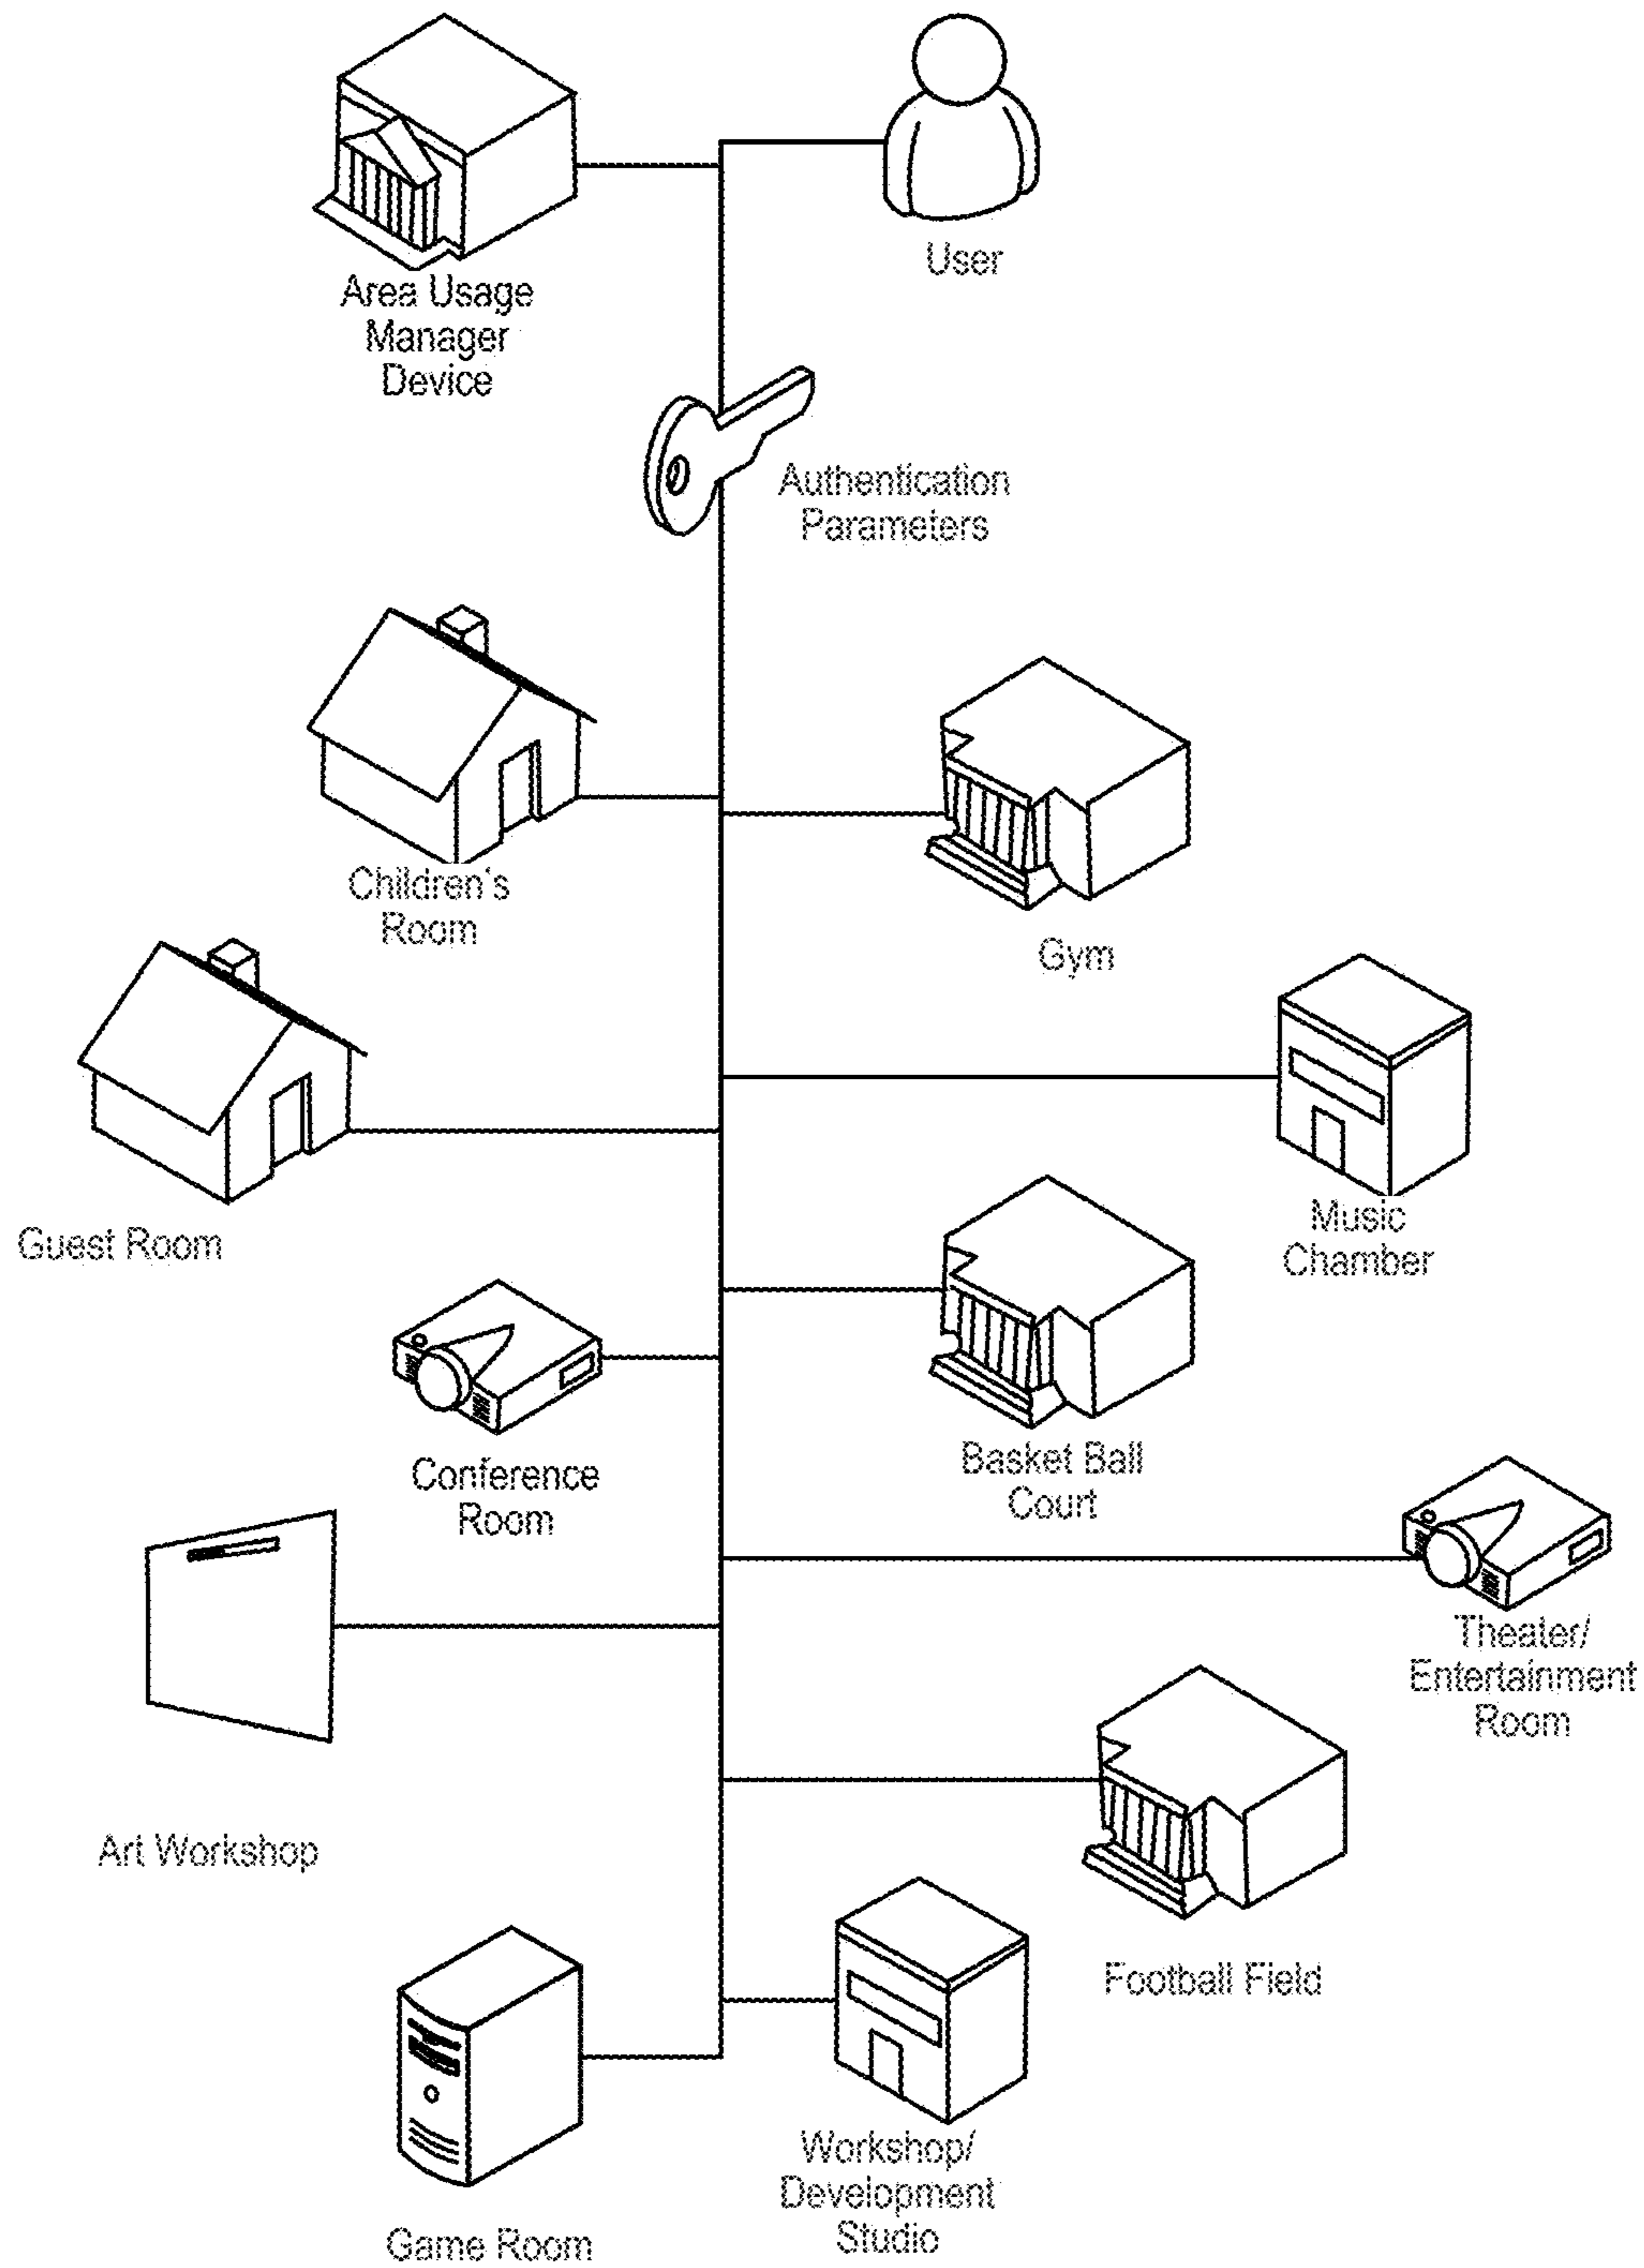 User
Area Usage
Manager
Device
Authentication
Parameters
Children's
Room
Gym
Music
Chamber
Guest Room
Basket Ball
Court
Conference
Room
Theater/
Entertainment
Room
Art Workshop
Football Field
Workshop/
Development
Studio
Game Room